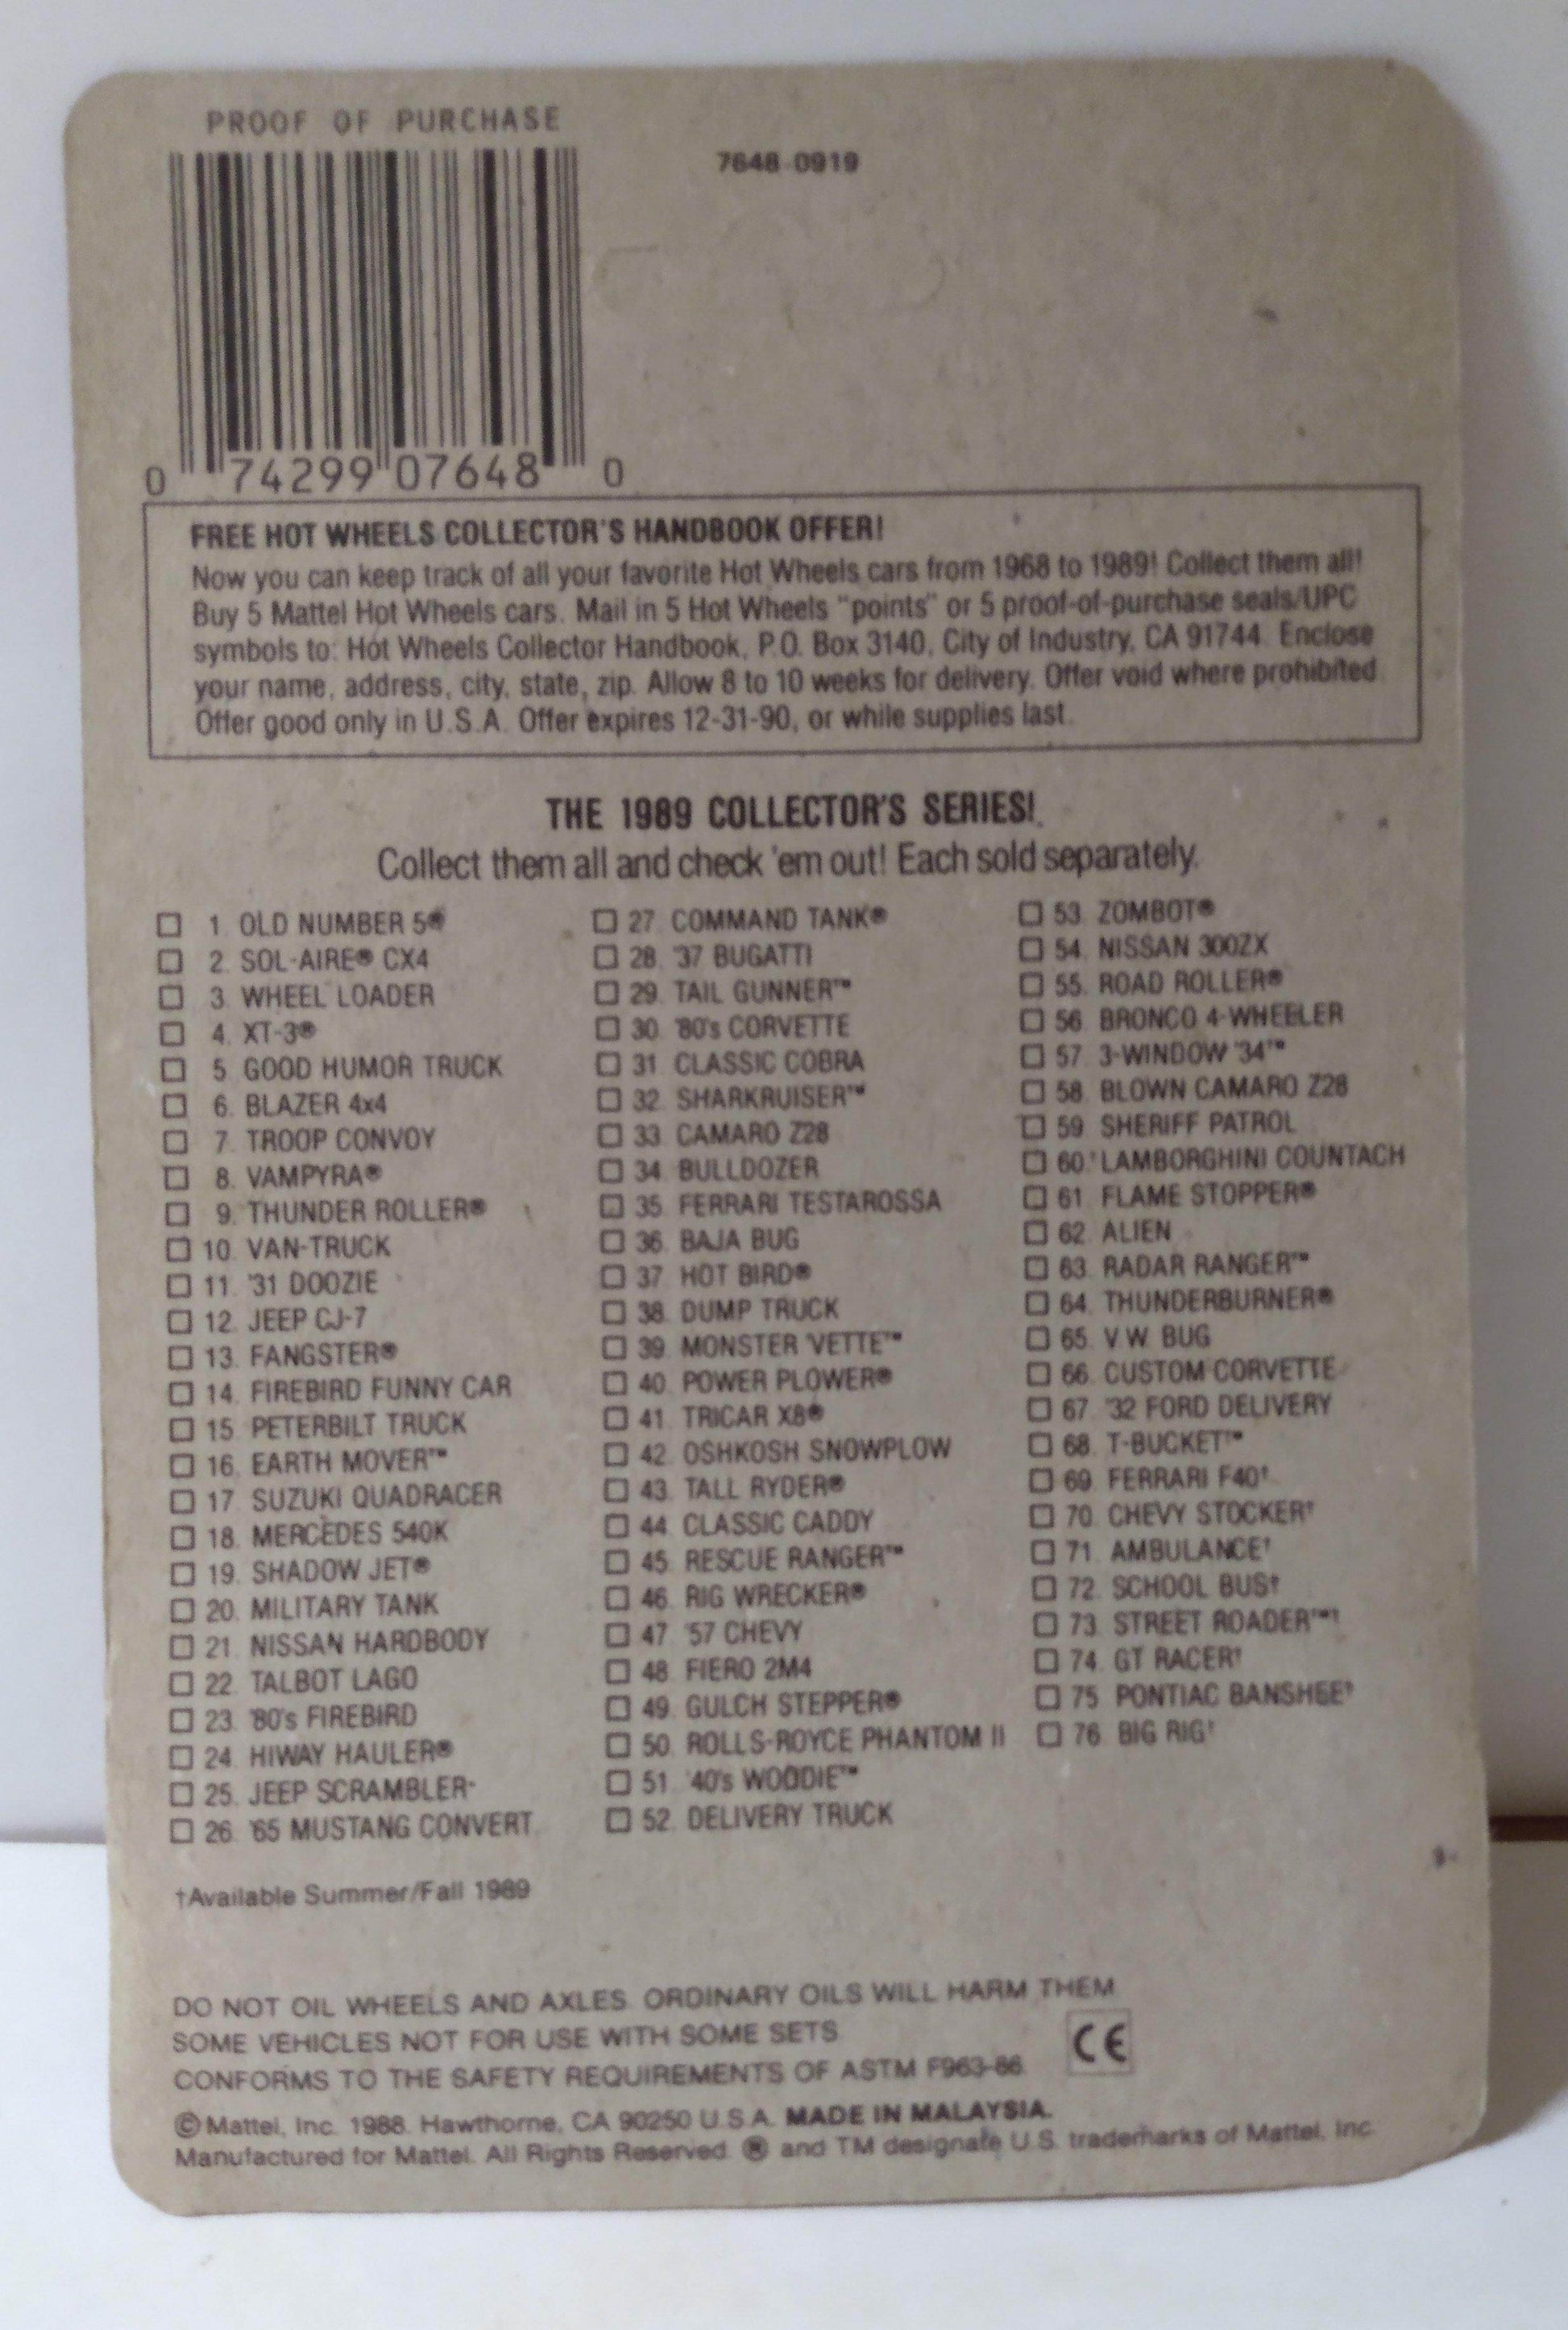 PROOF OF PURCHASE
7648-0919
0 74299 07648 0
FREE HOT WHEELS COLLECTOR'S HANDBOOK OFFER!
Now you can keep track of all your favorite Hot Wheels cars from 1968 to 1989! Collect them all!
Buy 5 Mattel Hot Wheels cars. Mail in 5 Hot Wheels "points" or 5 proof-of-purchase seals/UPC
symbols to: Hot Wheels Collector Handbook, P.O. Box 3140, City of Industry, CA 91744. Enclose
your name, address, city, state, zip. Allow 8 to 10 weeks for delivery. Offer void where prohibited.
Offer good only in U.S.A. Offer expires 12-31-90, or while supplies last.
THE 1989 COLLECTOR'S SERIES!
Collect them all and check 'em out! Each sold separately.
1. OLD NUMBER 5®
2. SOL-AIRE® CX4
3. WHEEL LOADER
4. XT-3®
5. GOOD HUMOR TRUCK
6. BLAZER 4x4
7. TROOP CONVOY
8. VAMPYRA®
9. THUNDER ROLLER®
10. VAN-TRUCK
11. '31 DOOZIE
12. JEEP CJ-7
13. FANGSTER®
14. FIREBIRD FUNNY CAR
15. PETERBILT TRUCK
16. EARTH MOVER™
17. SUZUKI QUADRACER
18. MERCEDES 540K
19. SHADOW JET®
20. MILITARY TANK
21. NISSAN HARDBODY
22. TALBOT LAGO
23. '80's FIREBIRD
24. HIWAY HAULER®
25. JEEP SCRAMBLER
26. '65 MUSTANG CONVERT.
27. COMMAND TANK®
28. '37 BUGATTI
29. TAIL GUNNER™
30. '80's CORVETTE
31. CLASSIC COBRA
32. SHARKRUISER™
33. CAMARO Z28
34. BULLDOZER
35. FERRARI TESTAROSSA
36. BAJA BUG
37. HOT BIRD®
38. DUMP TRUCK
39. MONSTER 'VETTE™
40. POWER PLOWER®
41. TRICAR X8®
42. OSHKOSH SNOWPLOW
43. TALL RYDER®
44. CLASSIC CADDY
45. RESCUE RANGER™
46. RIG WRECKER®
47. '57 CHEVY
48. FIERO 2M4
49. GULCH STEPPER®
50. ROLLS-ROYCE PHANTOM II
51. '40's WOODIE™
52. DELIVERY TRUCK
53. ZOMBOT®
54. NISSAN 300ZX
55. ROAD ROLLER®
56. BRONCO 4-WHEELER
57. 3-WINDOW '34™
58. BLOWN CAMARO Z28
59. SHERIFF PATROL
60. LAMBORGHINI COUNTACH
61. FLAME STOPPER®
62. ALIEN
63. RADAR RANGER™
64. THUNDERBURNER®
65. V.W. BUG
66. CUSTOM CORVETTE
67. '32 FORD DELIVERY
68. T-BUCKET™
69. FERRARI F40†
70. CHEVY STOCKER†
71. AMBULANCE†
72. SCHOOL BUS†
73. STREET ROADER™†
74. GT RACER†
75. PONTIAC BANSHEE†
76. BIG RIG†
†Available Summer/Fall 1989
DO NOT OIL WHEELS AND AXLES. ORDINARY OILS WILL HARM THEM.
SOME VEHICLES NOT FOR USE WITH SOME SETS.
CONFORMS TO THE SAFETY REQUIREMENTS OF ASTM F963-86.
CE
©Mattel, Inc. 1988. Hawthorne, CA 90250 U.S.A. MADE IN MALAYSIA.
Manufactured for Mattel. All Rights Reserved. ® and TM designate U.S. trademarks of Mattel, Inc.